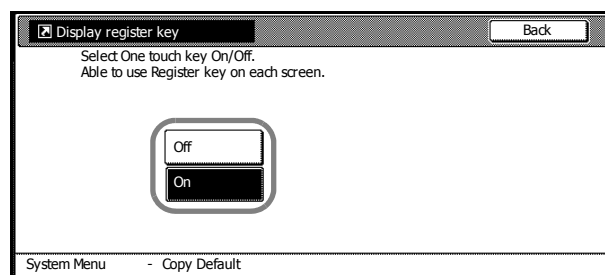 Display register key
Back
Select One touch key On/Off.
Able to use Register key on each screen.
Off
On
System Menu - Copy Default